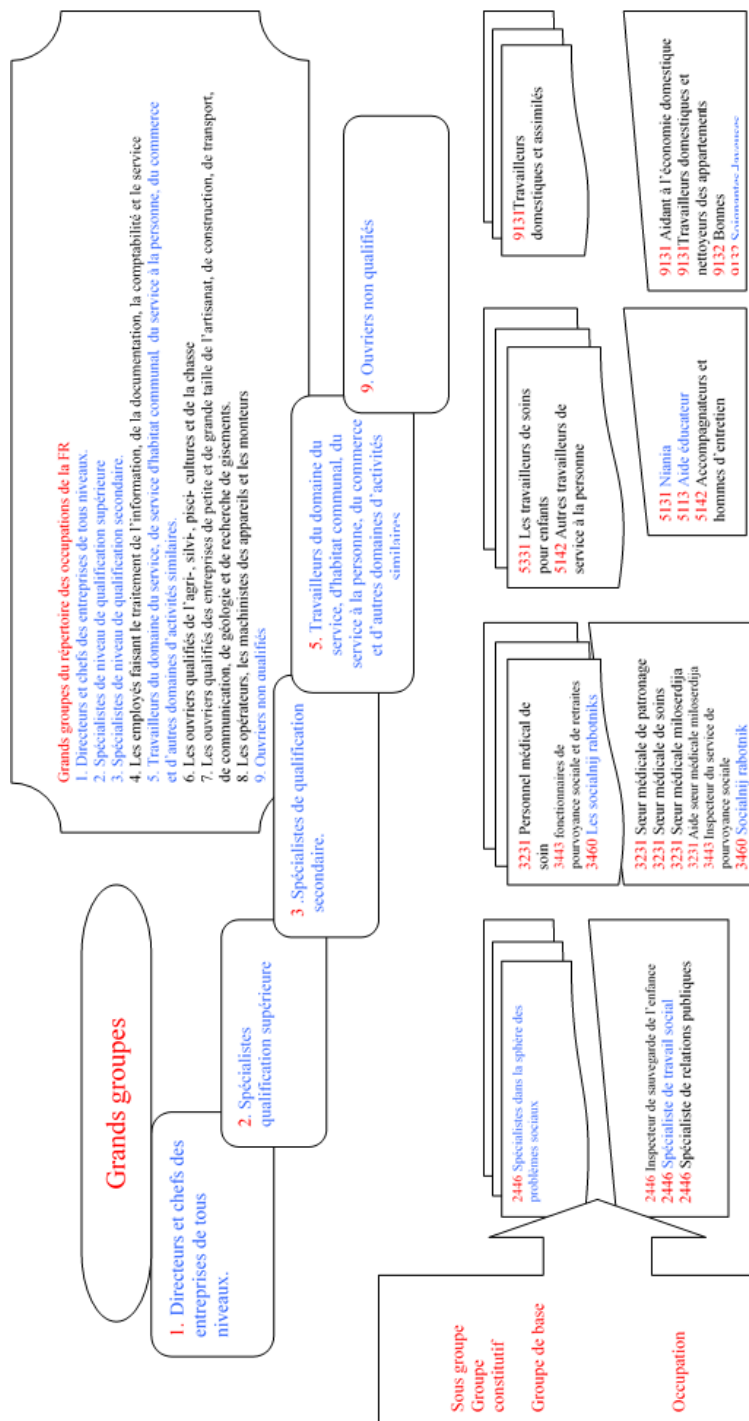 Grands groupes
Grands groupes du répertoire des occupations de la FR
1. Directeurs et chefs des entreprises de tous niveaux.
2. Spécialistes de niveau de qualification supérieure
3. Spécialistes de niveau de qualification secondaire.
4. Les employés faisant le traitement de l'information, de la documentation, la comptabilité et le service
5. Travailleurs du domaine du service, de service d'habitat communal, du service à la personne, du commerce
et d'autres domaines d'activités similaires.
6. Les ouvriers qualifiés de l'agri-, silvi-, pisci- cultures et de la chasse
7. Les ouvriers qualifiés des entreprises de petite et de grande taille de l'artisanat, de construction, de transport,
de communication, de géologie et de recherche de gisements.
8. Les opérateurs, les machinistes des appareils et les monteurs
9. Ouvriers non qualifiés
1. Directeurs et chefs des
entreprises de tous
niveaux.
2. Spécialistes
qualification supérieure
3 .Spécialistes de qualification
secondaire.
5. Travailleurs du domaine du
service, d'habitat communal, du
service à la personne, du commerce
et d'autres domaines d'activités
similaires
9. Ouvriers non qualifiés
Sous groupe
Groupe
constitutif
Groupe de base
2446 Spécialistes dans la sphère des
problèmes sociaux
3231 Personnel médical de
soin
3443 fonctionnaires de
pourvoyance sociale et de retraites
3460 Les socialnij rabotniks
5331 Les travailleurs de soins
pour enfants
5142 Autres travailleurs de
service à la personne
9131Travailleurs
domestiques et assimilés
Occupation
2446 Inspecteur de sauvegarde de l'enfance
2446 Spécialiste de travail social
2446 Spécialiste de relations publiques
3231 Sœur médicale de patronage
3231 Sœur médicale de soins
3231 Sœur médicale miloserdija
3231 Aide sœur médicale miloserdija
3443 Inspecteur du service de
pourvoyance sociale
3460 Socialnij rabotnik
5131 Niania
5113 Aide éducateur
5142 Accompagnateurs et
hommes d'entretien
9131 Aidant à l'économie domestique
9131Travailleurs domestiques et
nettoyeurs des appartements
9132 Bonnes
9132 Soignantes-laveuses